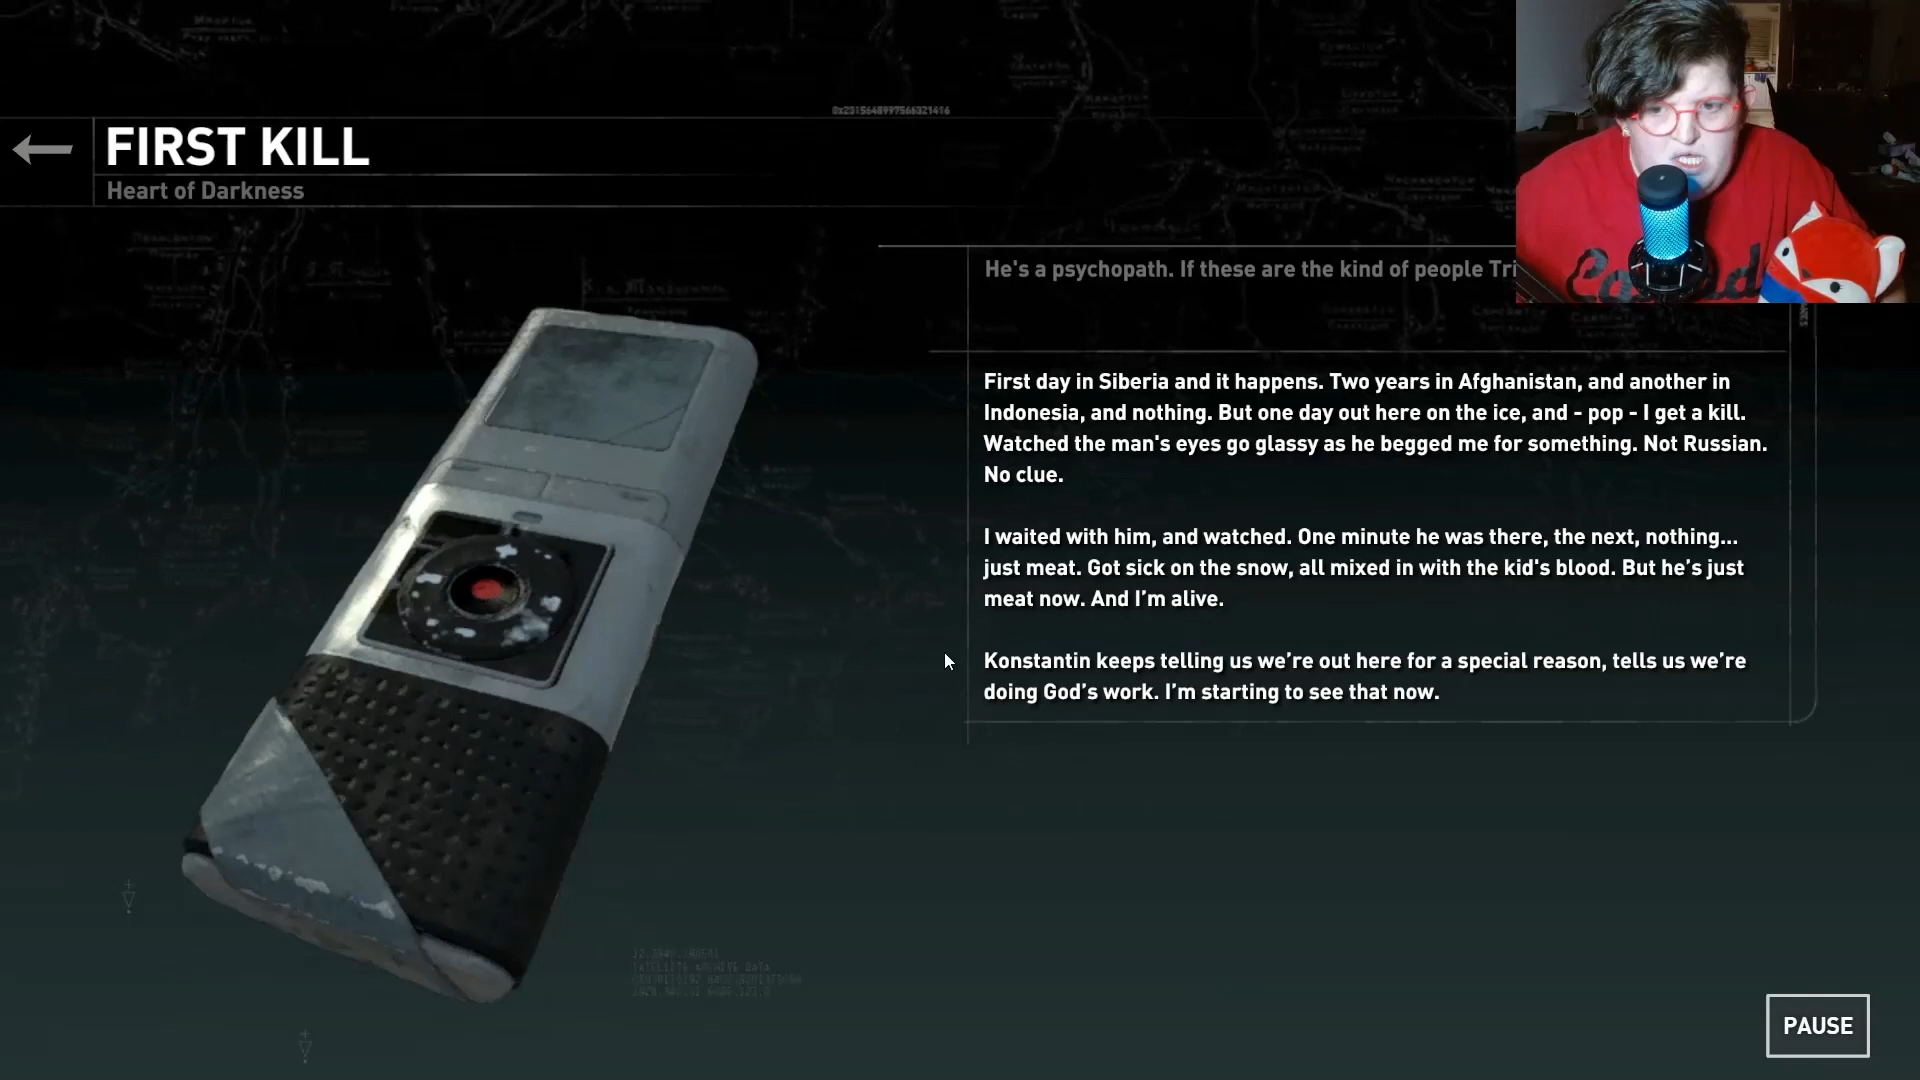 0x2315648997566321416
FIRST KILL
Heart of Darkness
He's a psychopath. If these are the kind of people Tri
First day in Siberia and it happens. Two years in Afghanistan, and another in
Indonesia, and nothing. But one day out here on the ice, and - pop - I get a kill.
Watched the man's eyes go glassy as he begged me for something. Not Russian.
No clue.
I waited with him, and watched. One minute he was there, the next, nothing...
just meat. Got sick on the snow, all mixed in with the kid's blood. But he's just
meat now. And I'm alive.
Konstantin keeps telling us we're out here for a special reason, tells us we're
doing God's work. I'm starting to see that now.
PAUSE